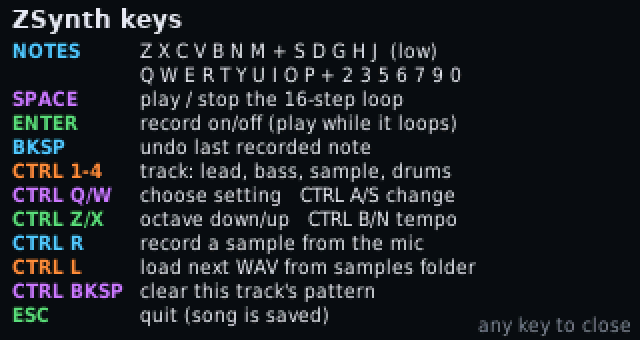 ZSynth keys
NOTES Z X C V B N M + S D G H J (low)
Q W E R T Y U I O P + 2 3 5 6 7 9 0
SPACE play / stop the 16-step loop
ENTER record on/off (play while it loops)
BKSP undo last recorded note
CTRL 1-4 track: lead, bass, sample, drums
CTRL Q/W choose setting CTRL A/S change
CTRL Z/X octave down/up CTRL B/N tempo
CTRL R record a sample from the mic
CTRL L load next WAV from samples folder
CTRL BKSP clear this track's pattern
ESC quit (song is saved)
any key to close